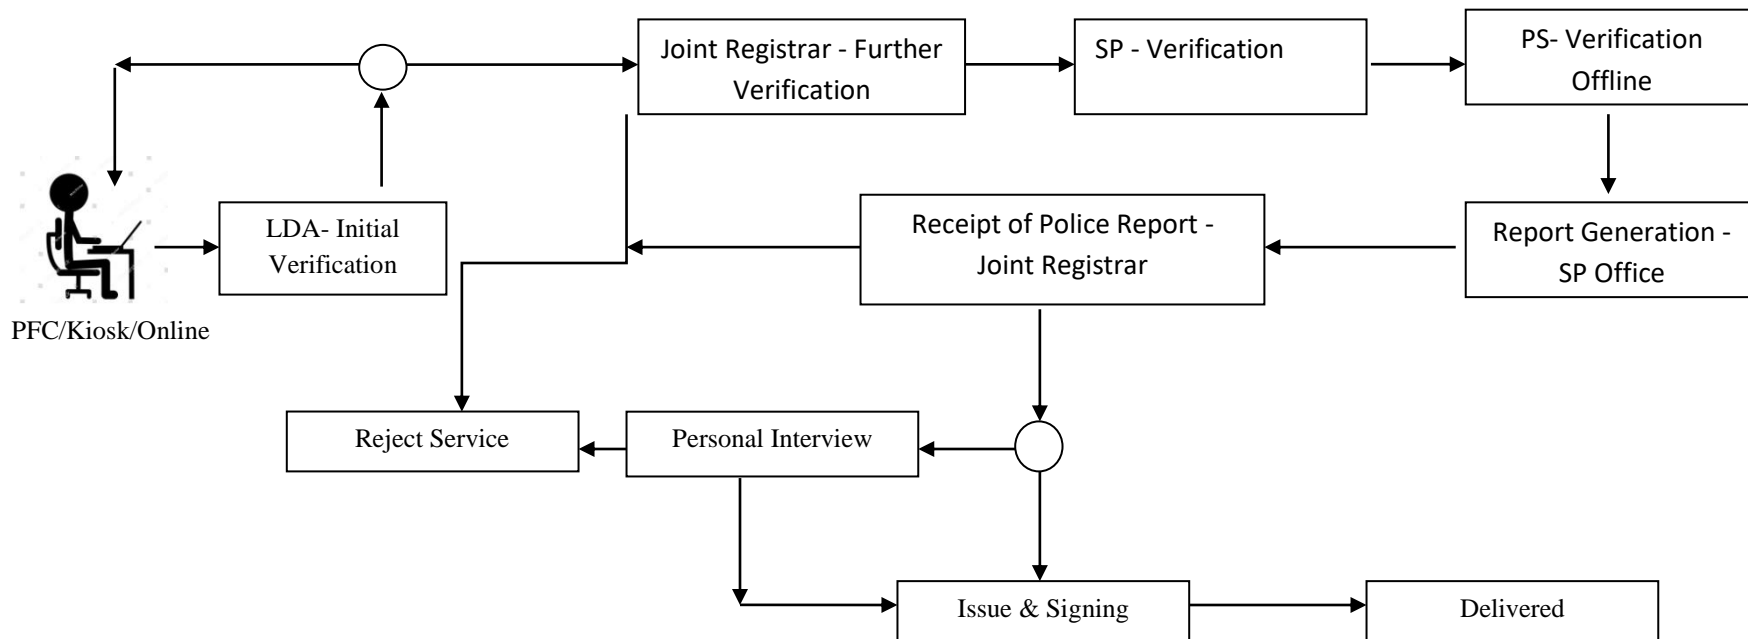 Joint Registrar - Further
Verification
SP - Verification
PS- Verification
Offline
LDA- Initial
Verification
Receipt of Police Report -
Joint Registrar
Report Generation -
SP Office
PFC/Kiosk/Online
Reject Service
Personal Interview
Issue & Signing
Delivered